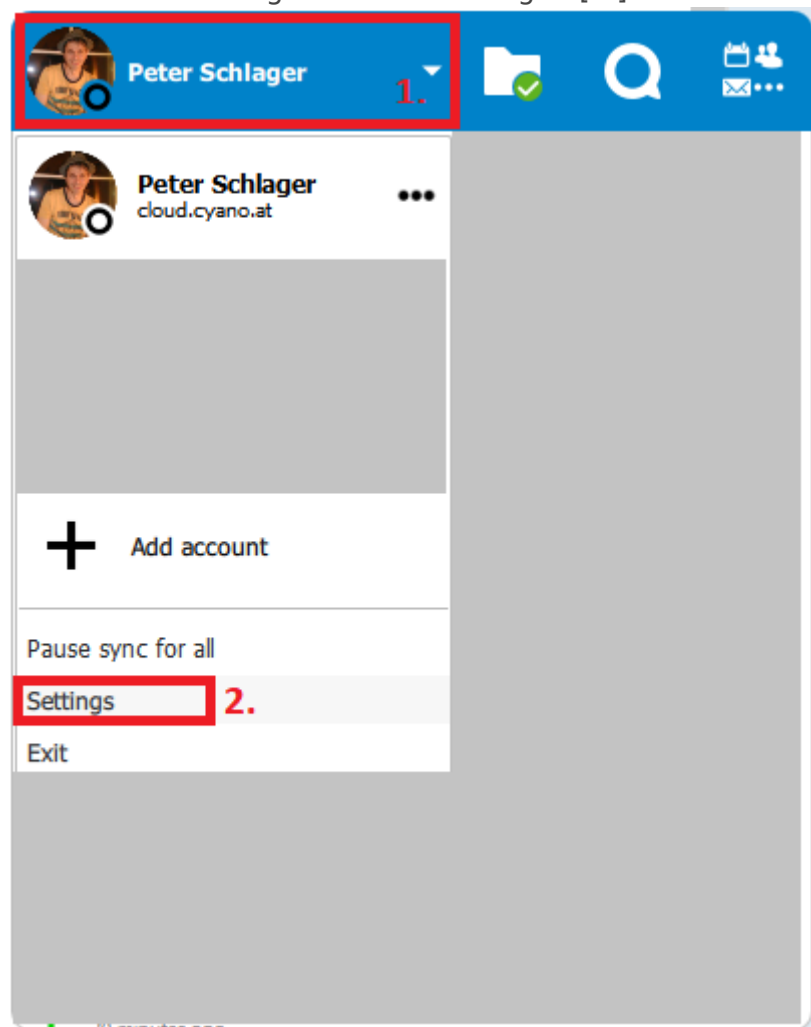 Peter Schlager
1.
Peter Schlager
cloud.cyano.at
Add account
Pause sync for all
Settings
2.
Exit